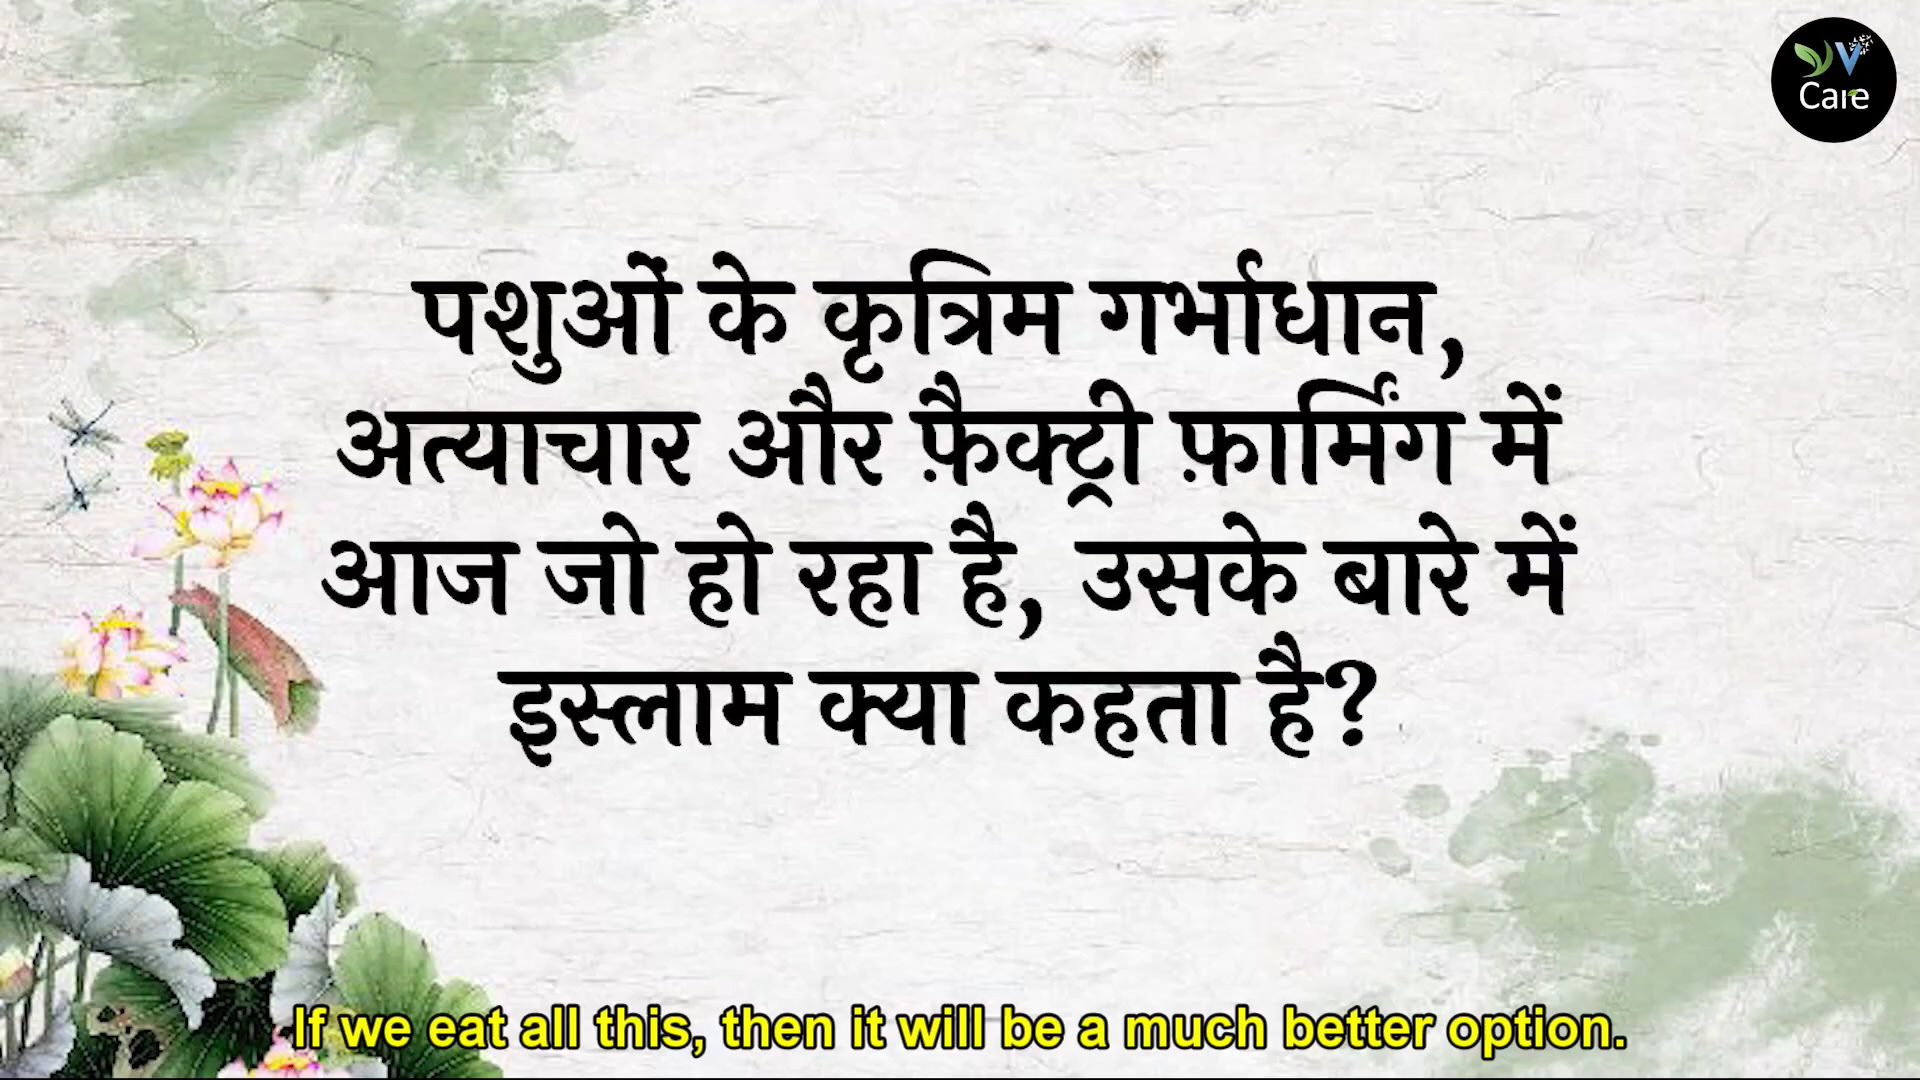 V
Care
पशुओं के कृत्रिम गर्भाधान,
अत्याचार और फ़ैक्ट्री फ़ार्मिंग में
आज जो हो रहा है, उसके बारे में
इस्लाम क्या कहता है?
If we eat all this, then it will be a much better option.